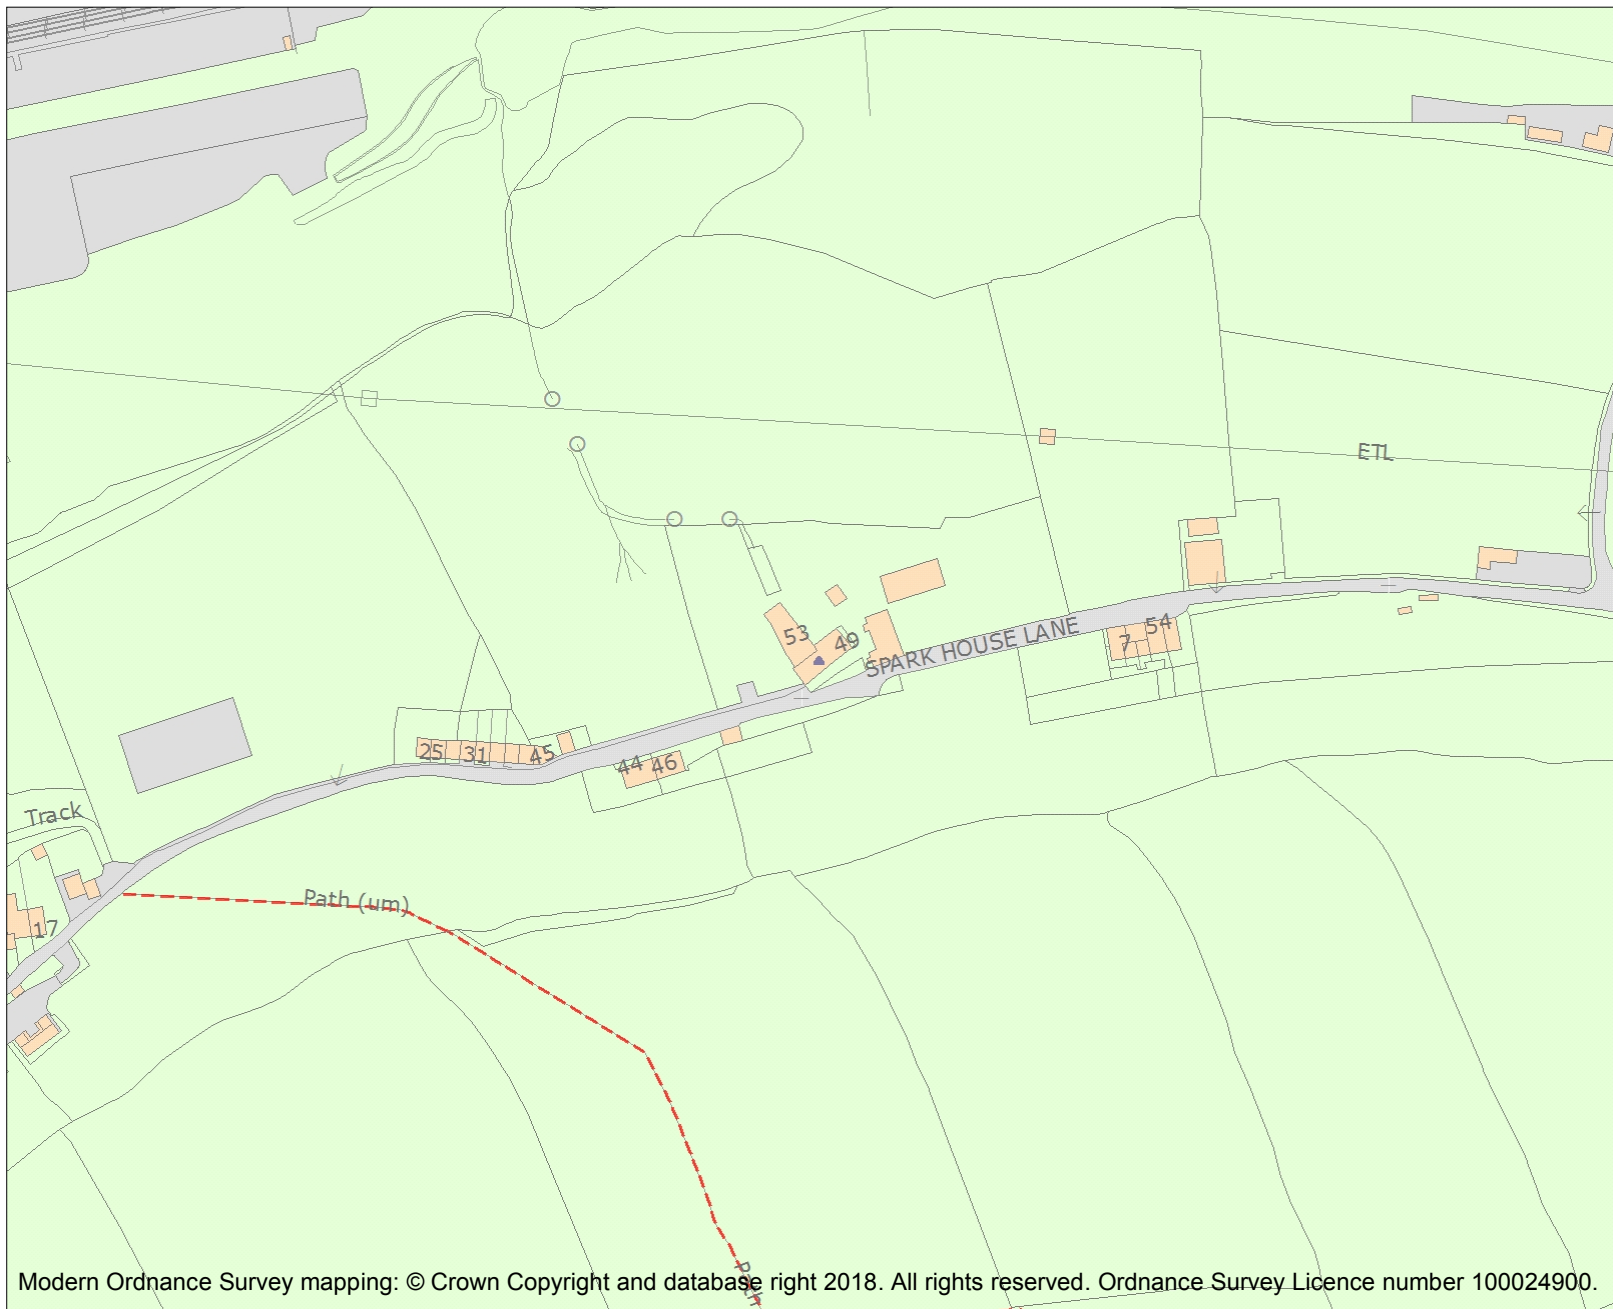 ETL
53
49
SPARK HOUSE LANE
7
54
25
31
45
44
46
Track
Path (um)
17
Path
Modern Ordnance Survey mapping: © Crown Copyright and database right 2018. All rights reserved. Ordnance Survey Licence number 100024900.